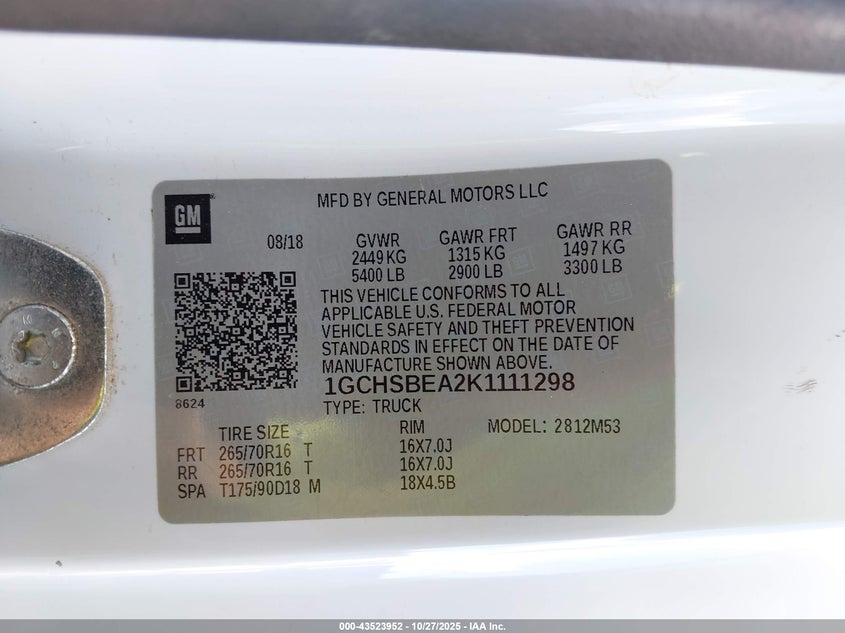 GM
MFD BY GENERAL MOTORS LLC
08/18 GVWR GAWR FRT GAWR RR
2449 KG 1315 KG 1497 KG
5400 LB 2900 LB 3300 LB
THIS VEHICLE CONFORMS TO ALL
APPLICABLE U.S. FEDERAL MOTOR
VEHICLE SAFETY AND THEFT PREVENTION
STANDARDS IN EFFECT ON THE DATE OF
MANUFACTURE SHOWN ABOVE.
1GCHSBEA2K1111298
8624
TYPE: TRUCK
TIRE SIZE RIM MODEL: 2812M53
FRT 265/70R16 T 16X7.0J
RR 265/70R16 T 16X7.0J
SPA T175/90D18 M 18X4.5B
000-43523952 - 10/27/2025 - IAA Inc.